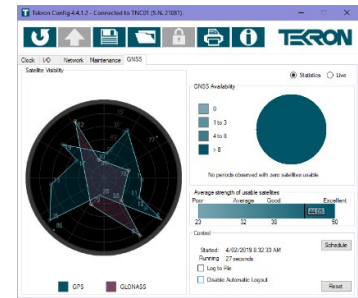 Tekron Config 4.4.1.2 - Connected to TNC01 (S.N. 21081).
TEKRON
Clock I/O Network Maintenance GNSS
Satellite Visibility
Statistics Live
GNSS Availability
0
1 to 3
4 to 8
> 8
No periods observed with zero satellites usable
Average strength of usable satellites
Poor Average Good Excellent
44.05
23 32 38 50
Control
Started: 4/02/2019 8:32:33 AM
Schedule
Running 27 seconds.
Log to File
Disable Automatic Logout
Reset
GPS GLONASS